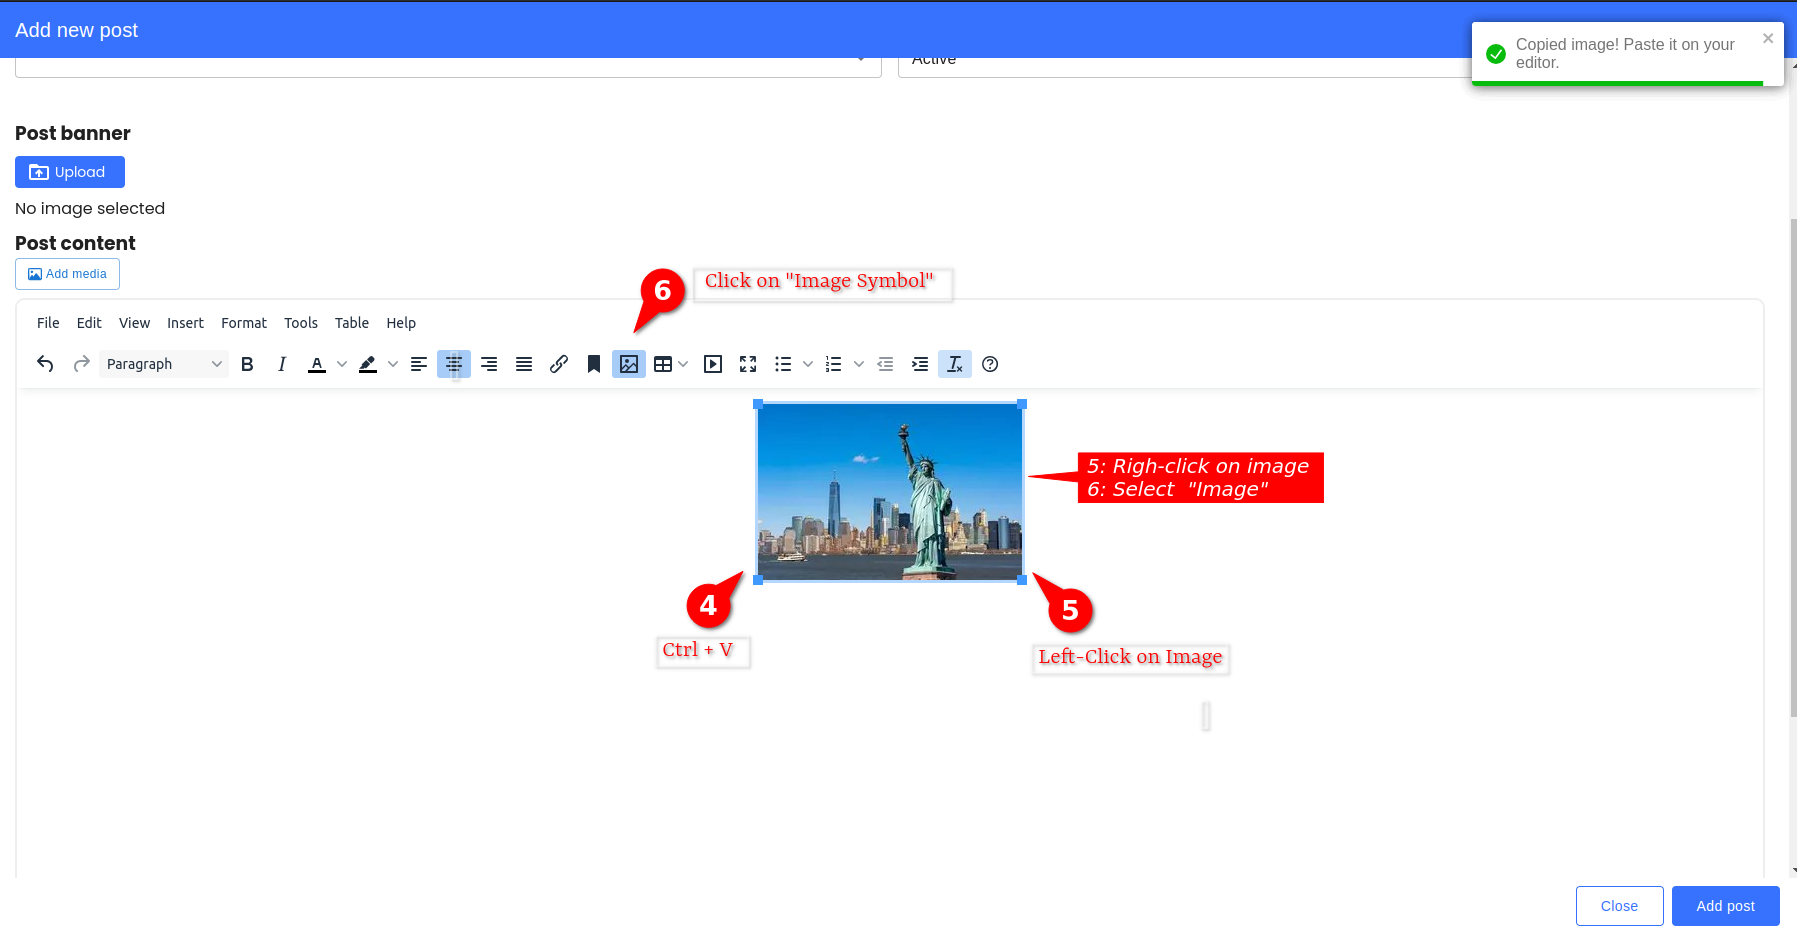 Add new post
Copied image! Paste it on your
editor.
Active
Post banner
Upload
No image selected
Post content
Add media
6
Click on "Image Symbol"
File Edit View Insert Format Tools Table Help
Paragraph B I A
5: Righ-click on image
6: Select "Image"
4
5
Ctrl + V
Left-Click on Image
Close
Add post